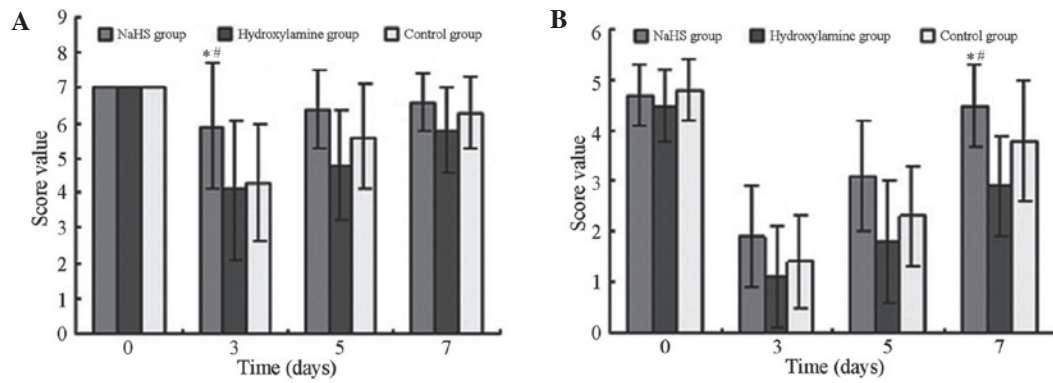 A
9
8
7
6
5
4
3
2
1
0
Score value
NaHS group Hydroxylamine group Control group
*#
0 3 5 7
Time (days)
B
6
5
4
3
2
1
0
Score value
NaHS group Hydroxylamine group Control group
*#
0 3 5 7
Time (days)